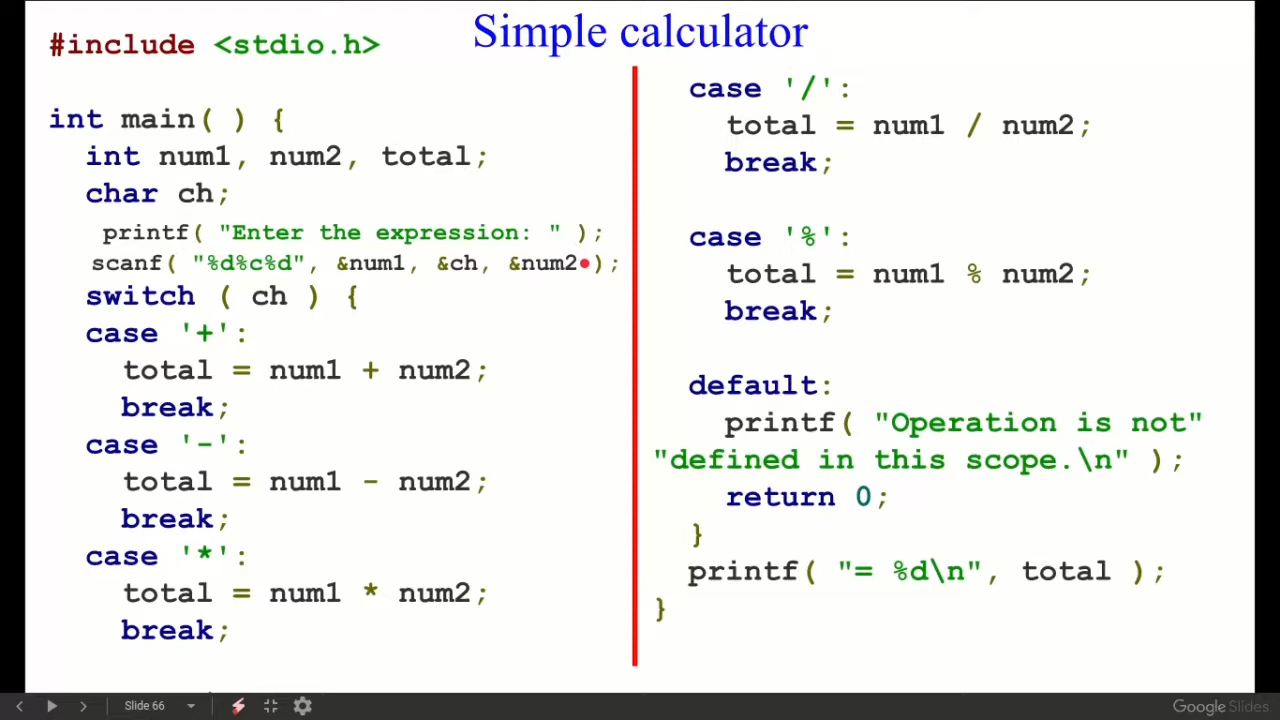 Simple calculator
#include <stdio.h>
int main( ) {
int num1, num2, total;
char ch;
printf( "Enter the expression: " );
scanf( "%d%c%d", &num1, &ch, &num2 );
switch ( ch ) {
case '+':
total = num1 + num2;
break;
case '-':
total = num1 - num2;
break;
case '*':
total = num1 * num2;
break;
case '/':
total = num1 / num2;
break;
case '%':
total = num1 % num2;
break;
default:
printf( "Operation is not"
"defined in this scope.\n" );
return 0;
}
printf( "= %d\n", total );
}
Slide 66
Google Slides